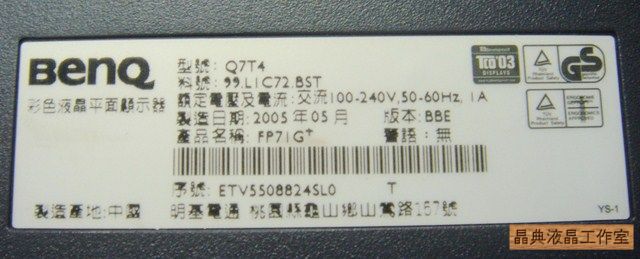 BenQ
彩色液晶平面顯示器
型號: Q7T4
料號: 99.L1C72.BST
額定電壓及電流:交流100-240V,50-60Hz, 1A
製造日期: 2005 年 05 月 版本: BBE
產品名稱: FP71G+ 警語: 無
序號: ETV5508824SL0 T
製造產地:中國 明基電通 桃園縣龜山鄉山鶯路157號
TCO'03
DISPLAYS
GS
YS-1
晶典液晶工作室